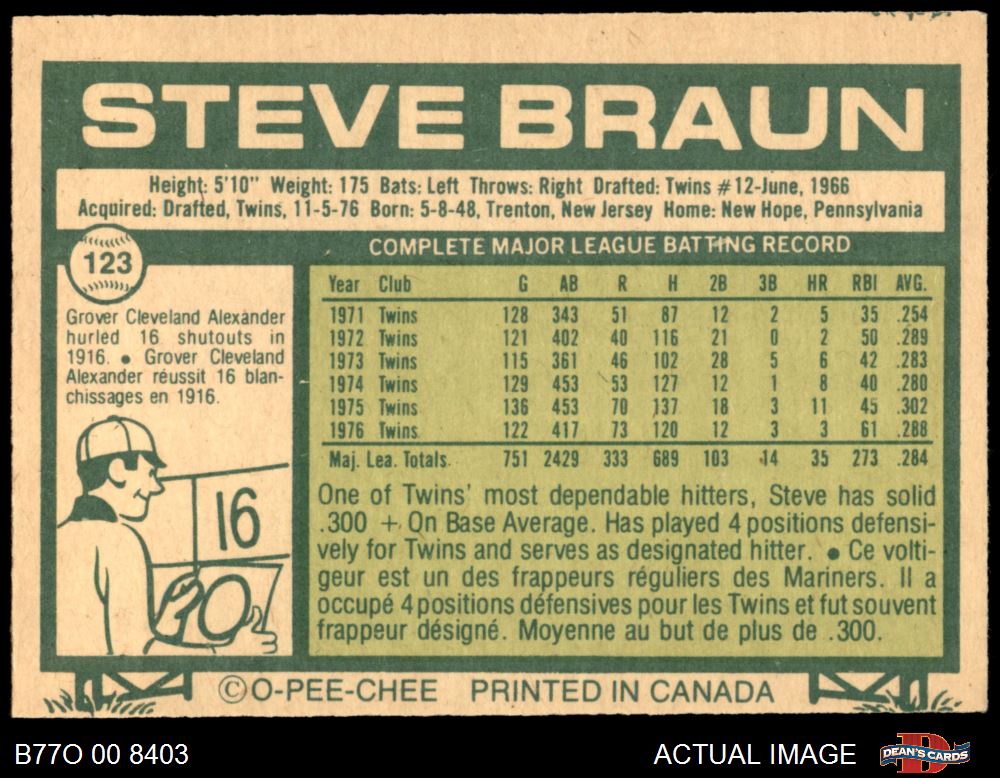 STEVE BRAUN
Height: 5'10" Weight: 175 Bats: Left Throws: Right Drafted: Twins #12-June, 1966
Acquired: Drafted, Twins, 11-5-76 Born: 5-8-48, Trenton, New Jersey Home: New Hope, Pennsylvania
123
COMPLETE MAJOR LEAGUE BATTING RECORD
Grover Cleveland Alexander
hurled 16 shutouts in
1916. ● Grover Cleveland
Alexander réussit 16 blan-
chissages en 1916.
16
10
Year Club G AB R H 2B 3B HR RBI AVG.
1971 Twins 128 343 51 87 12 2 5 35 .254
1972 Twins 121 402 40 116 21 0 2 50 .289
1973 Twins 115 361 46 102 28 5 6 42 .283
1974 Twins 129 453 53 127 12 1 8 40 .280
1975 Twins 136 453 70 137 18 3 11 45 .302
1976 Twins 122 417 73 120 12 3 3 61 .288
Maj. Lea. Totals 751 2429 333 689 103 14 35 273 .284
One of Twins' most dependable hitters, Steve has solid
.300 + On Base Average. Has played 4 positions defensi-
vely for Twins and serves as designated hitter. ● Ce volti-
geur est un des frappeurs réguliers des Mariners. Il a
occupé 4 positions défensives pour les Twins et fut souvent
frappeur désigné. Moyenne au but de plus de .300.
©O-PEE-CHEE PRINTED IN CANADA
B77O 00 8403
ACTUAL IMAGE
DEAN'S CARDS